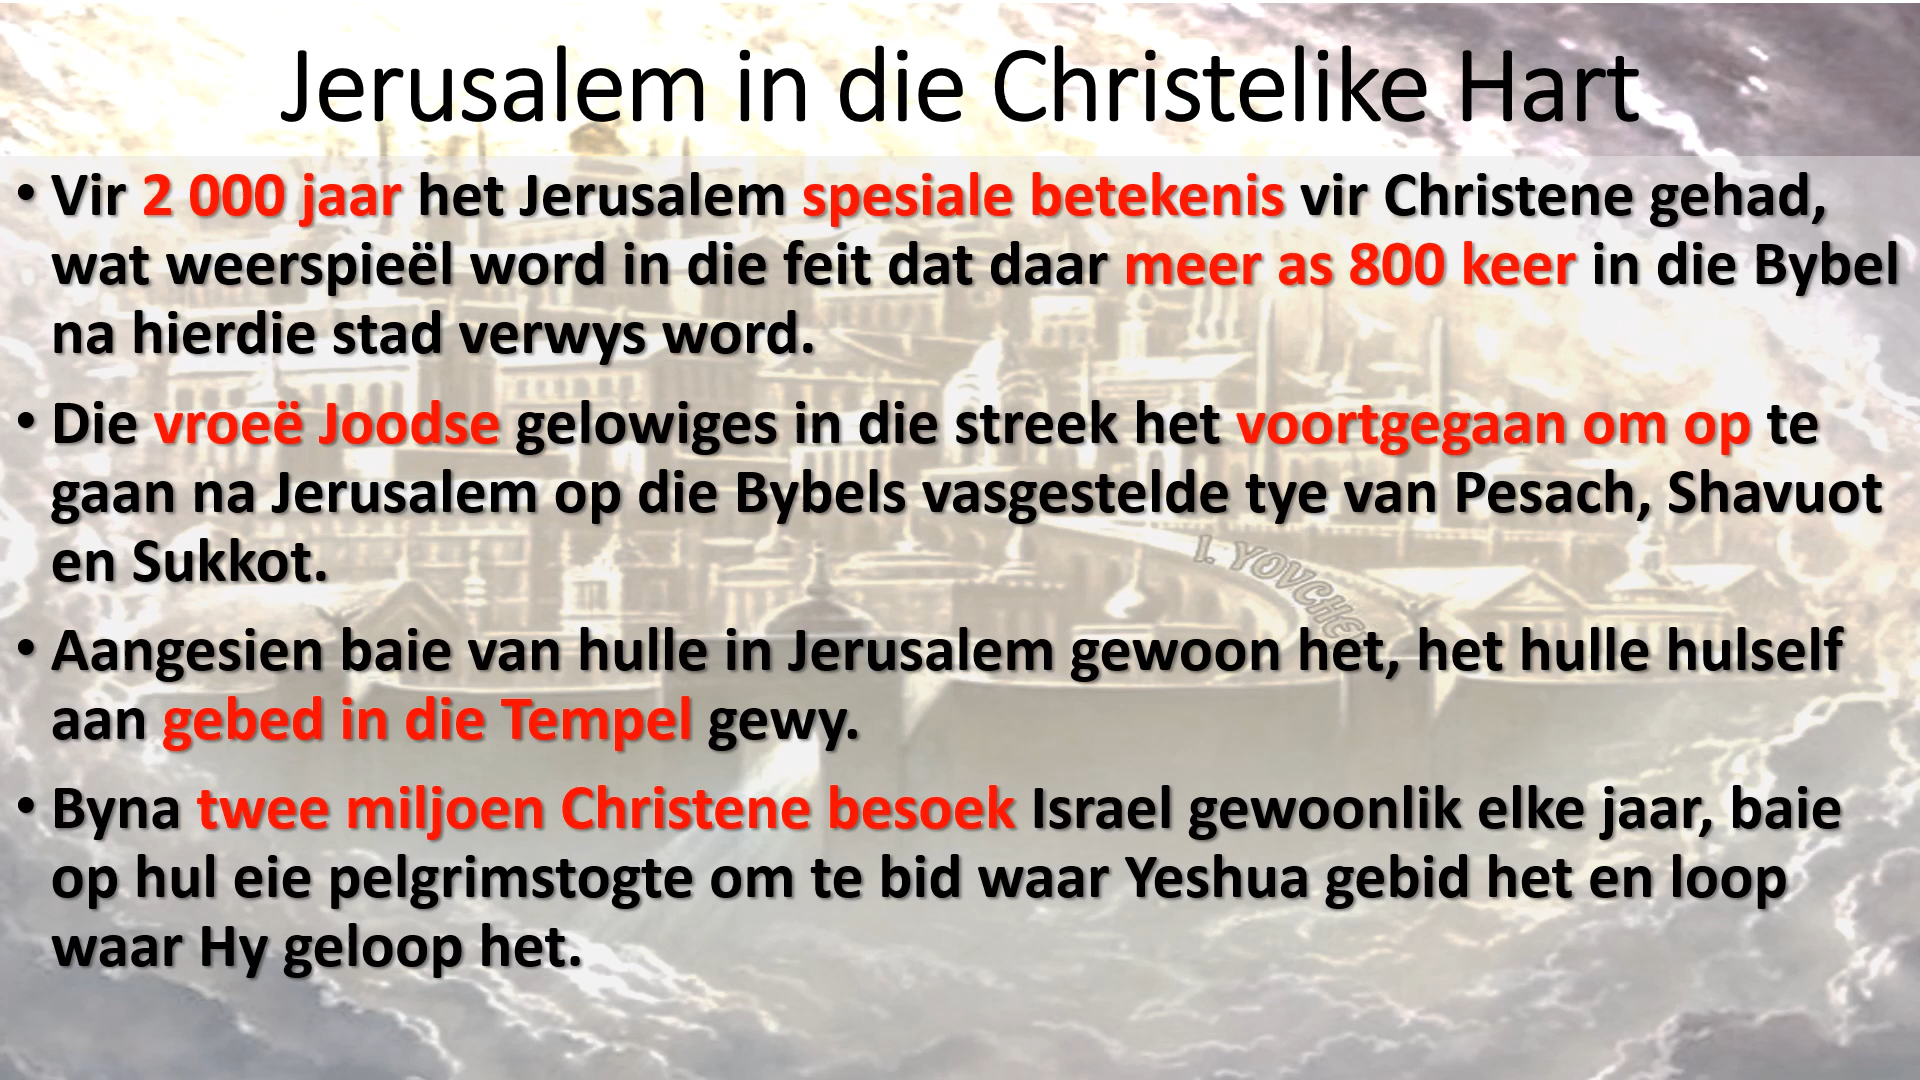 Jerusalem in die Christelike Hart
• Vir 2 000 jaar het Jerusalem spesiale betekenis vir Christene gehad,
wat weerspieël word in die feit dat daar meer as 800 keer in die Bybel
na hierdie stad verwys word.
• Die vroeë Joodse gelowiges in die streek het voortgegaan om op te
gaan na Jerusalem op die Bybels vasgestelde tye van Pesach, Shavuot
en Sukkot.
I. YOVCHEV
• Aangesien baie van hulle in Jerusalem gewoon het, het hulle hulself
aan gebed in die Tempel gewy.
• Byna twee miljoen Christene besoek Israel gewoonlik elke jaar, baie
op hul eie pelgrimstogte om te bid waar Yeshua gebid het en loop
waar Hy geloop het.